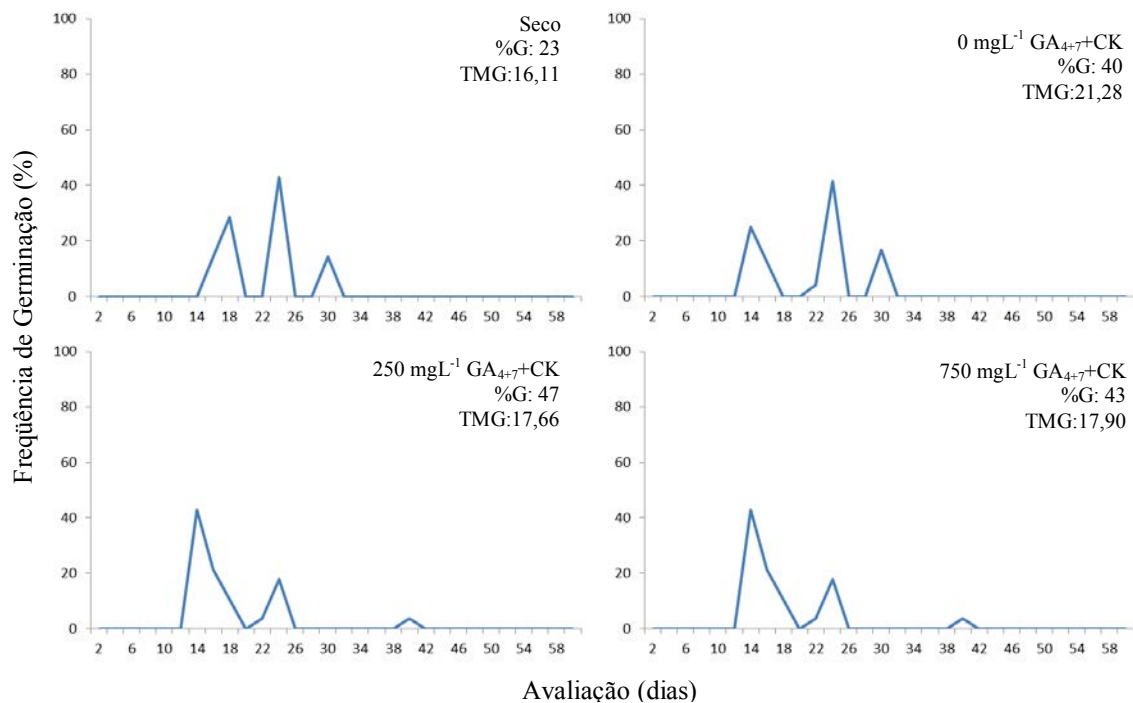 Freqüência de Germinação (%)
100
80
60
40
20
0
Seco
%G: 23
TMG:16,11
2 6 10 14 18 22 26 30 34 38 42 46 50 54 58
100
80
60
40
20
0
0 mgL⁻¹ GA₄₊₇+CK
%G: 40
TMG:21,28
2 6 10 14 18 22 26 30 34 38 42 46 50 54 58
100
80
60
40
20
0
250 mgL⁻¹ GA₄₊₇+CK
%G: 47
TMG:17,66
2 6 10 14 18 22 26 30 34 38 42 46 50 54 58
100
80
60
40
20
0
750 mgL⁻¹ GA₄₊₇+CK
%G: 43
TMG:17,90
2 6 10 14 18 22 26 30 34 38 42 46 50 54 58
Avaliação (dias)